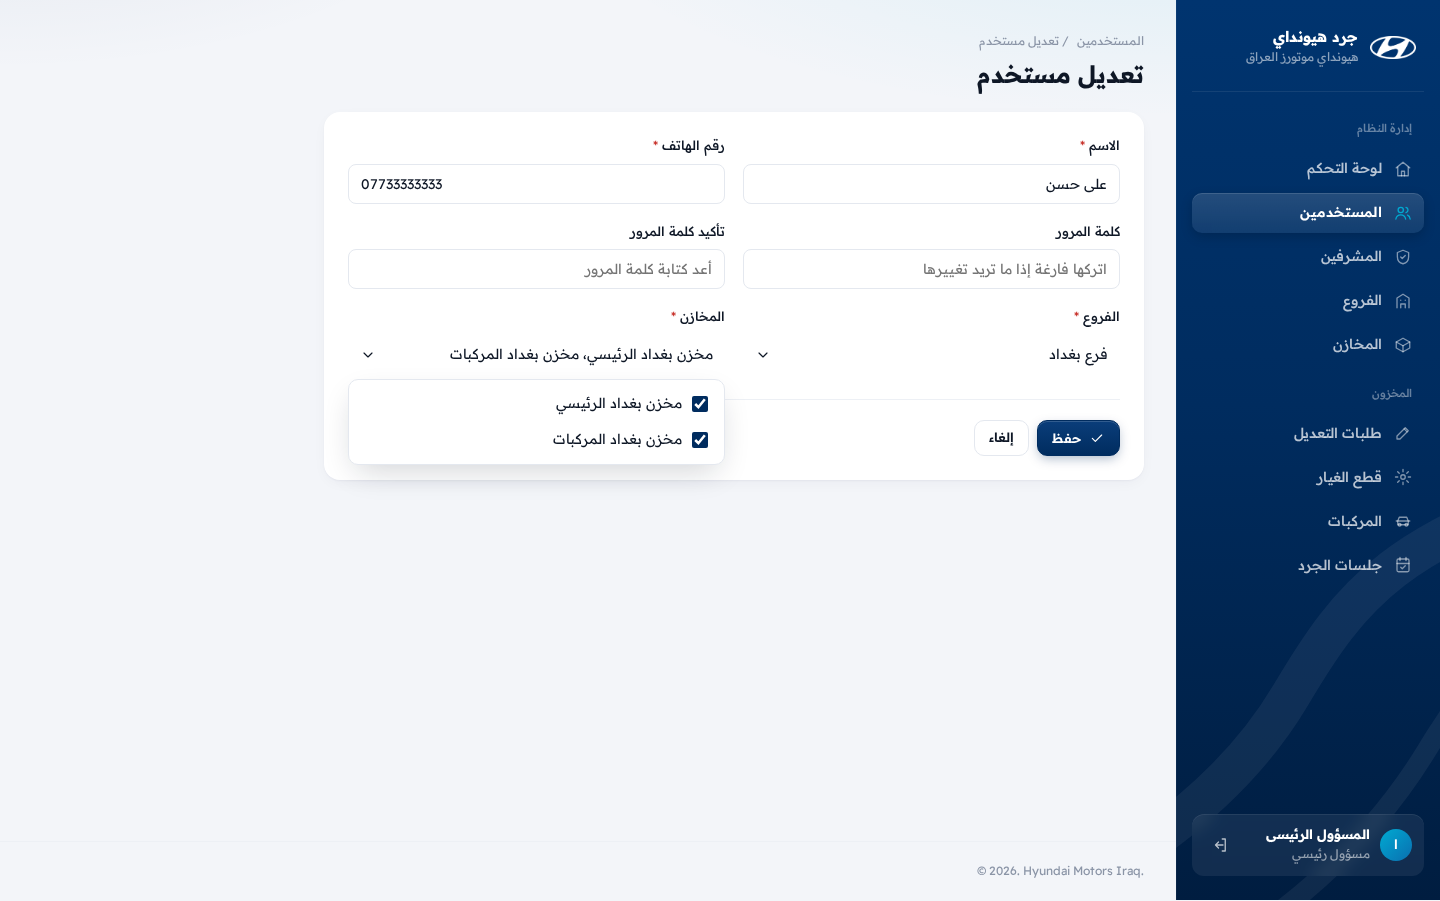 جرد هيونداي
هيونداي موتورز العراق
إدارة النظام
لوحة التحكم
المستخدمين
المشرفين
الفروع
المخازن
المخزون
طلبات التعديل
قطع الغيار
المركبات
جلسات الجرد
المسؤول الرئيسي
مسؤول رئيسي
ا
المستخدمين / تعديل مستخدم
تعديل مستخدم
الاسم *
علي حسن
رقم الهاتف *
07733333333
كلمة المرور
اتركها فارغة إذا ما تريد تغييرها
تأكيد كلمة المرور
أعد كتابة كلمة المرور
الفروع *
فرع بغداد
المخازن *
مخزن بغداد الرئيسي، مخزن بغداد المركبات
مخزن بغداد الرئيسي
مخزن بغداد المركبات
حفظ
إلغاء
© 2026. Hyundai Motors Iraq.